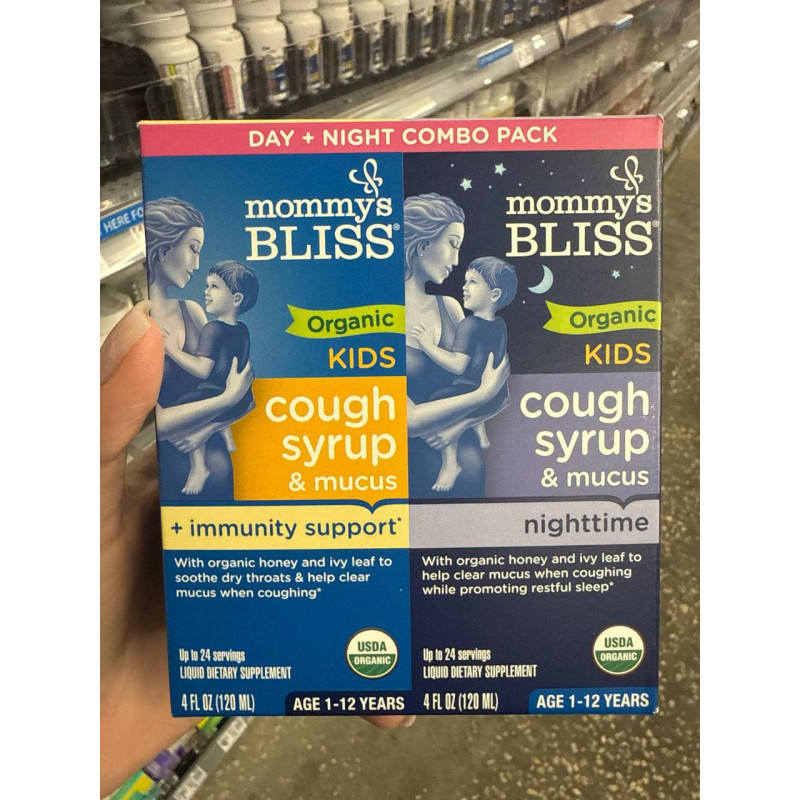 DAY + NIGHT COMBO PACK
mommy's
BLISS®
Organic
KIDS
cough
syrup
& mucus
+ immunity support*
With organic honey and ivy leaf to
soothe dry throats & help clear
mucus when coughing*
Up to 24 servings
LIQUID DIETARY SUPPLEMENT
USDA
ORGANIC
4 FL OZ (120 ML)
AGE 1-12 YEARS
mommy's
BLISS®
Organic
KIDS
cough
syrup
& mucus
nighttime
With organic honey and ivy leaf to
help clear mucus when coughing
while promoting restful sleep*
Up to 24 servings
LIQUID DIETARY SUPPLEMENT
USDA
ORGANIC
4 FL OZ (120 ML)
AGE 1-12 YEARS
HERE FO